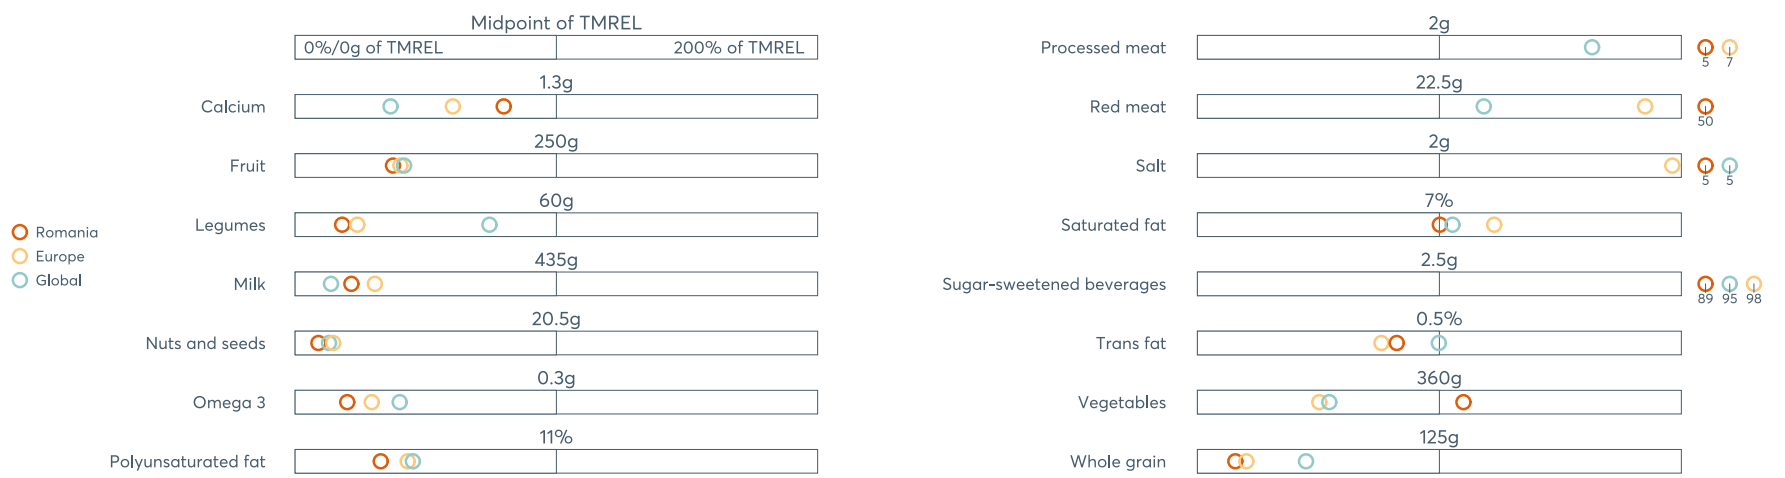 Midpoint of TMREL
0%/0g of TMREL 200% of TMREL
1.3g
Calcium
250g
Fruit
60g
Legumes
435g
Milk
20.5g
Nuts and seeds
0.3g
Omega 3
11%
Polyunsaturated fat
Romania
Europe
Global
2g
Processed meat
5 7
22.5g
Red meat
50
2g
Salt
5 5
7%
Saturated fat
2.5g
Sugar-sweetened beverages
89 95 98
0.5%
Trans fat
360g
Vegetables
125g
Whole grain